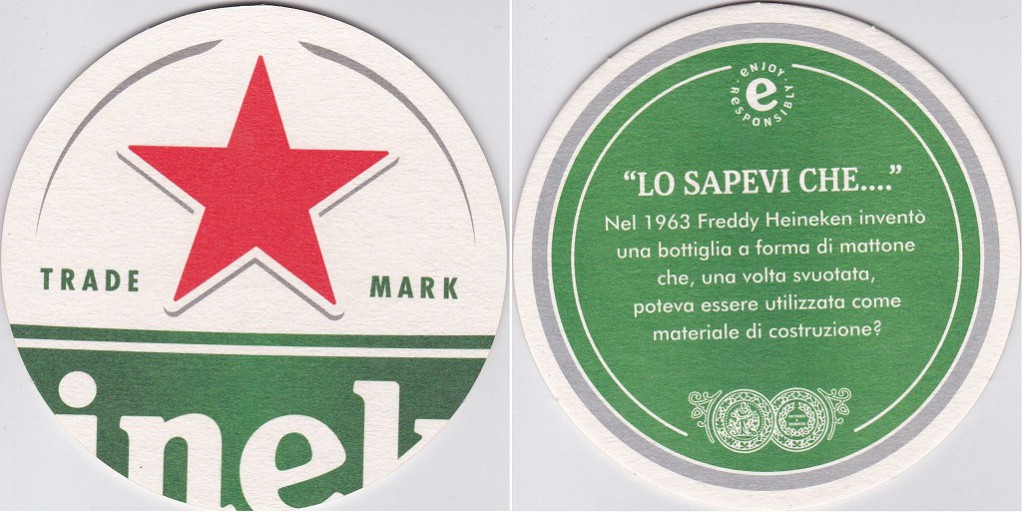 TRADE MARK
inek
ENJOY RESPONSIBLY
e
“LO SAPEVI CHE....”
Nel 1963 Freddy Heineken inventò
una bottiglia a forma di mattone
che, una volta svuotata,
poteva essere utilizzata come
materiale di costruzione?